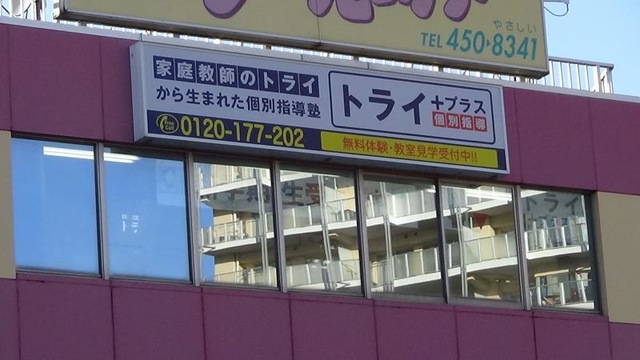 やさしい
TEL 450-8341
家庭教師のトライ
から生まれた個別指導塾
0120-177-202
トライ+プラス
個別指導
無料体験・教室見学受付中!!
トライ